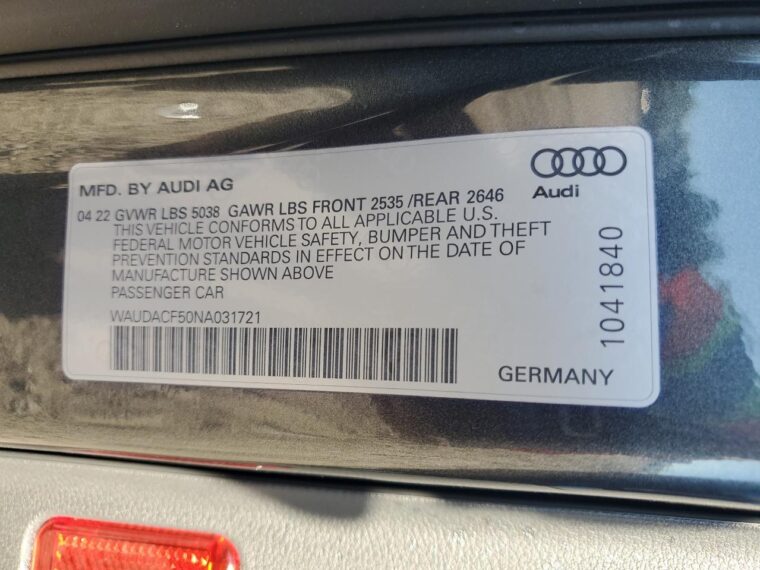 MFD. BY AUDI AG
Audi
04 22 GVWR LBS 5038 GAWR LBS FRONT 2535 /REAR 2646
THIS VEHICLE CONFORMS TO ALL APPLICABLE U.S.
FEDERAL MOTOR VEHICLE SAFETY, BUMPER AND THEFT
PREVENTION STANDARDS IN EFFECT ON THE DATE OF
MANUFACTURE SHOWN ABOVE
PASSENGER CAR
WAUDACF50NA031721
GERMANY
1041840